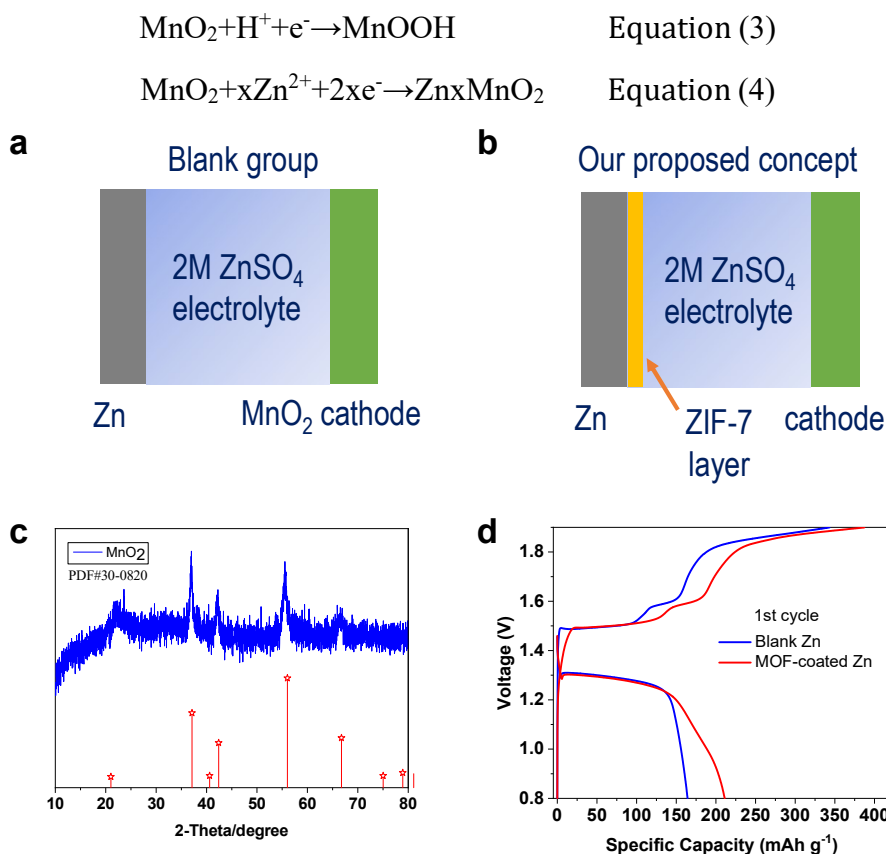 MnO₂+H⁺+e⁻→MnOOH Equation (3)
MnO₂+xZn²⁺+2xe⁻→ZnxMnO₂ Equation (4)
a
Blank group
2M ZnSO₄
electrolyte
Zn
MnO₂ cathode
b
Our proposed concept
2M ZnSO₄
electrolyte
Zn
ZIF-7
layer
cathode
c
MnO₂
PDF#30-0820
10 20 30 40 50 60 70 80
2-Theta/degree
d
1.8
1.6
1.4
1.2
1.0
0.8
Voltage (V)
1st cycle
Blank Zn
MOF-coated Zn
0 50 100 150 200 250 300 350 400
Specific Capacity (mAh g⁻¹)